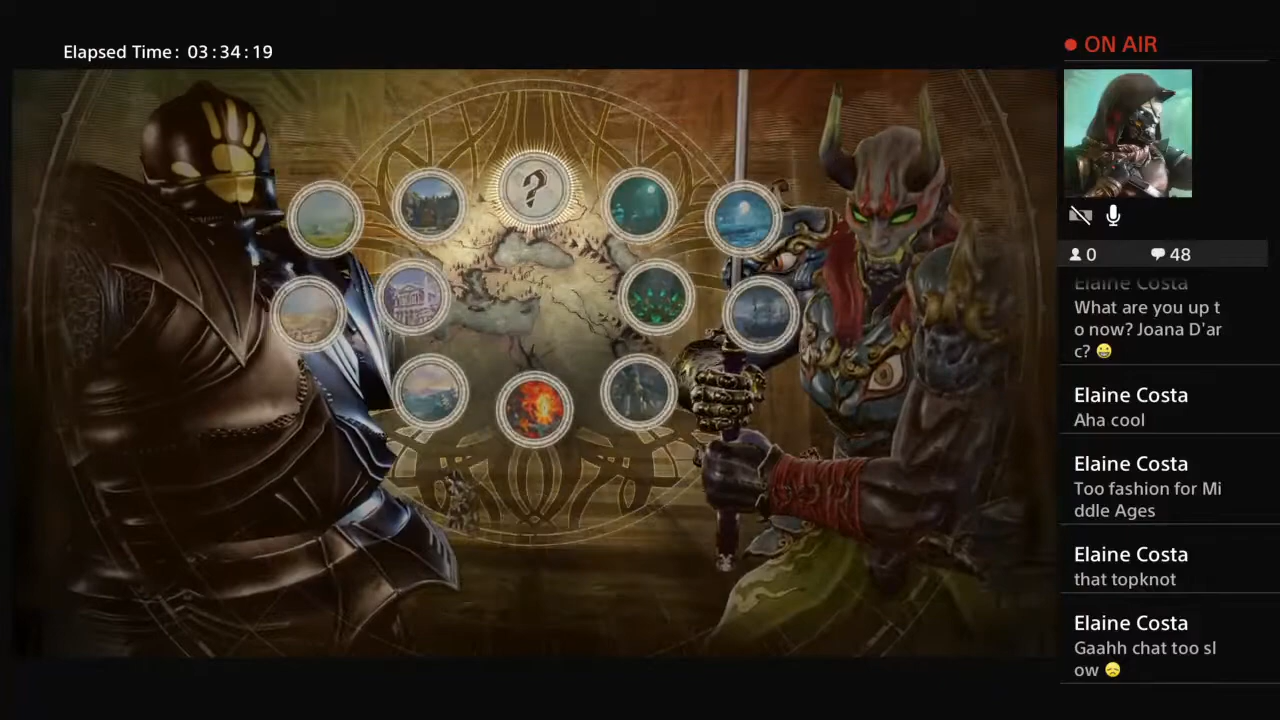 Elapsed Time: 03:34:19
ON AIR
?
0
48
Elaine Costa
What are you up t
o now? Joana D'ar
c? 😀
Elaine Costa
Aha cool
Elaine Costa
Too fashion for Mi
ddle Ages
Elaine Costa
that topknot
Elaine Costa
Gaahh chat too sl
ow 😞